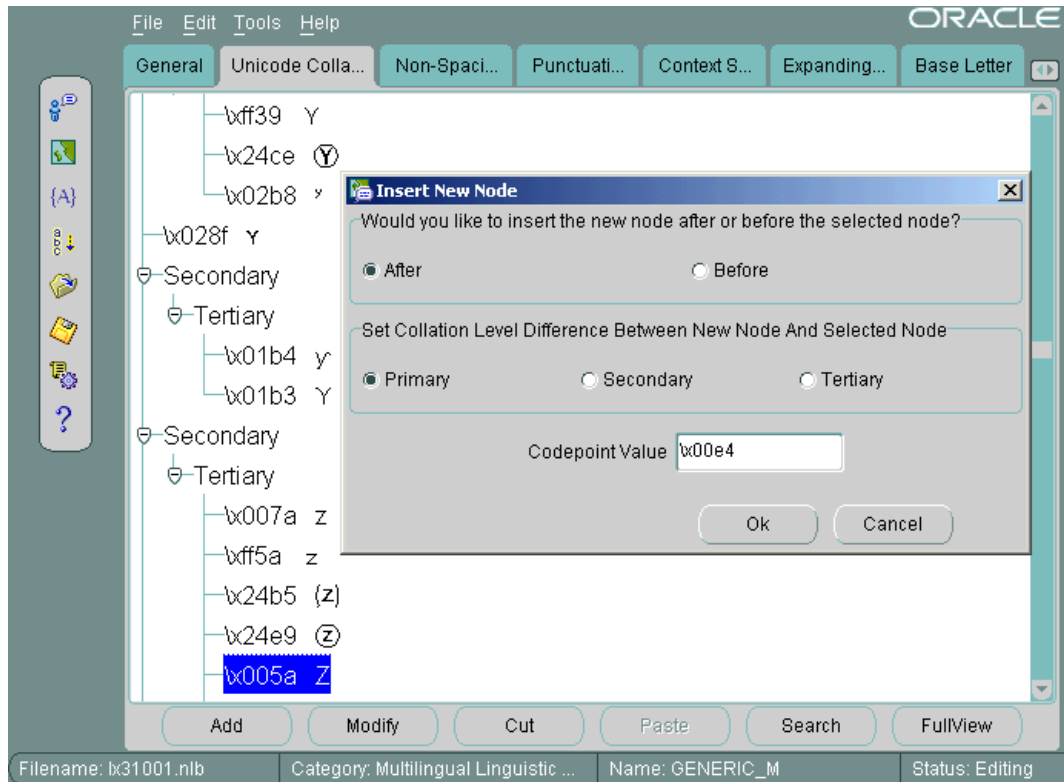 File Edit Tools Help
ORACLE
General Unicode Colla... Non-Spaci... Punctuati... Context S... Expanding... Base Letter
\xff39 Y
\x24ce Ⓨ
\x02b8 ʸ
\x028f ʏ
Secondary
Tertiary
\x01b4 ƴ
\x01b3 Ƴ
Secondary
Tertiary
\x007a z
\xff5a z
\x24b5 (z)
\x24e9 ⓩ
\x005a Z
Insert New Node
Would you like to insert the new node after or before the selected node?
After Before
Set Collation Level Difference Between New Node And Selected Node
Primary Secondary Tertiary
Codepoint Value \x00e4
Ok Cancel
Add Modify Cut Paste Search FullView
Filename: lx31001.nlb Category: Multilingual Linguistic ... Name: GENERIC_M Status: Editing
{A}
a
b
c
?